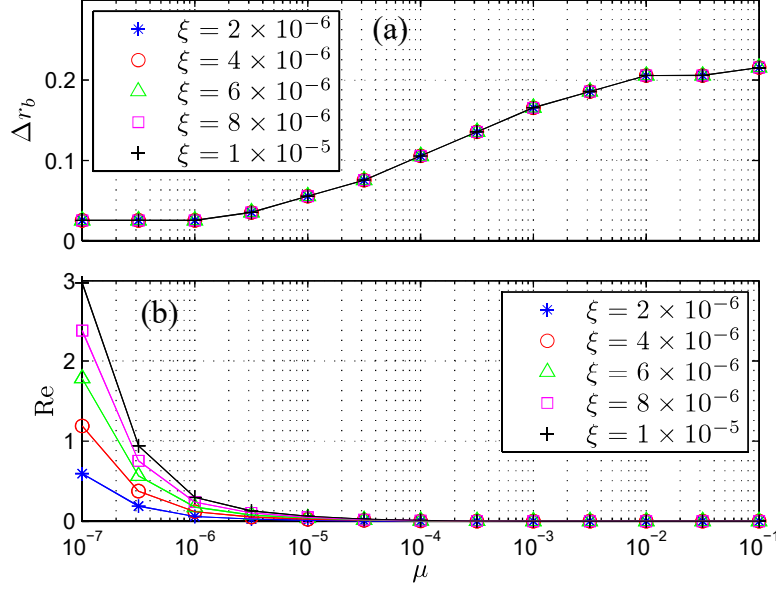 (a)
ξ = 2 × 10⁻⁶
ξ = 4 × 10⁻⁶
ξ = 6 × 10⁻⁶
ξ = 8 × 10⁻⁶
ξ = 1 × 10⁻⁵
Δr_b
0.2
0.1
0
(b)
ξ = 2 × 10⁻⁶
ξ = 4 × 10⁻⁶
ξ = 6 × 10⁻⁶
ξ = 8 × 10⁻⁶
ξ = 1 × 10⁻⁵
Re
3
2
1
0
10⁻⁷ 10⁻⁶ 10⁻⁵ 10⁻⁴ 10⁻³ 10⁻² 10⁻¹
μ